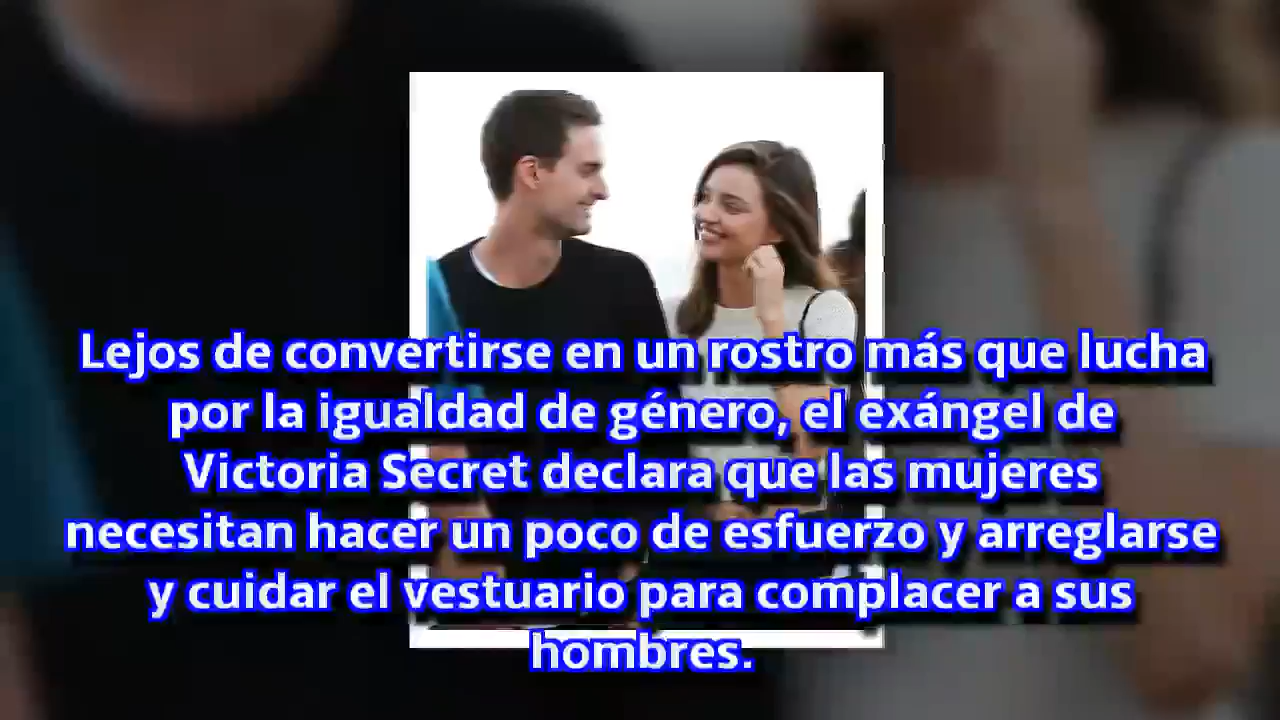 Lejos de convertirse en un rostro más que lucha
por la igualdad de género, el exángel de
Victoria Secret declara que las mujeres
necesitan hacer un poco de esfuerzo y arreglarse
y cuidar el vestuario para complacer a sus
hombres.